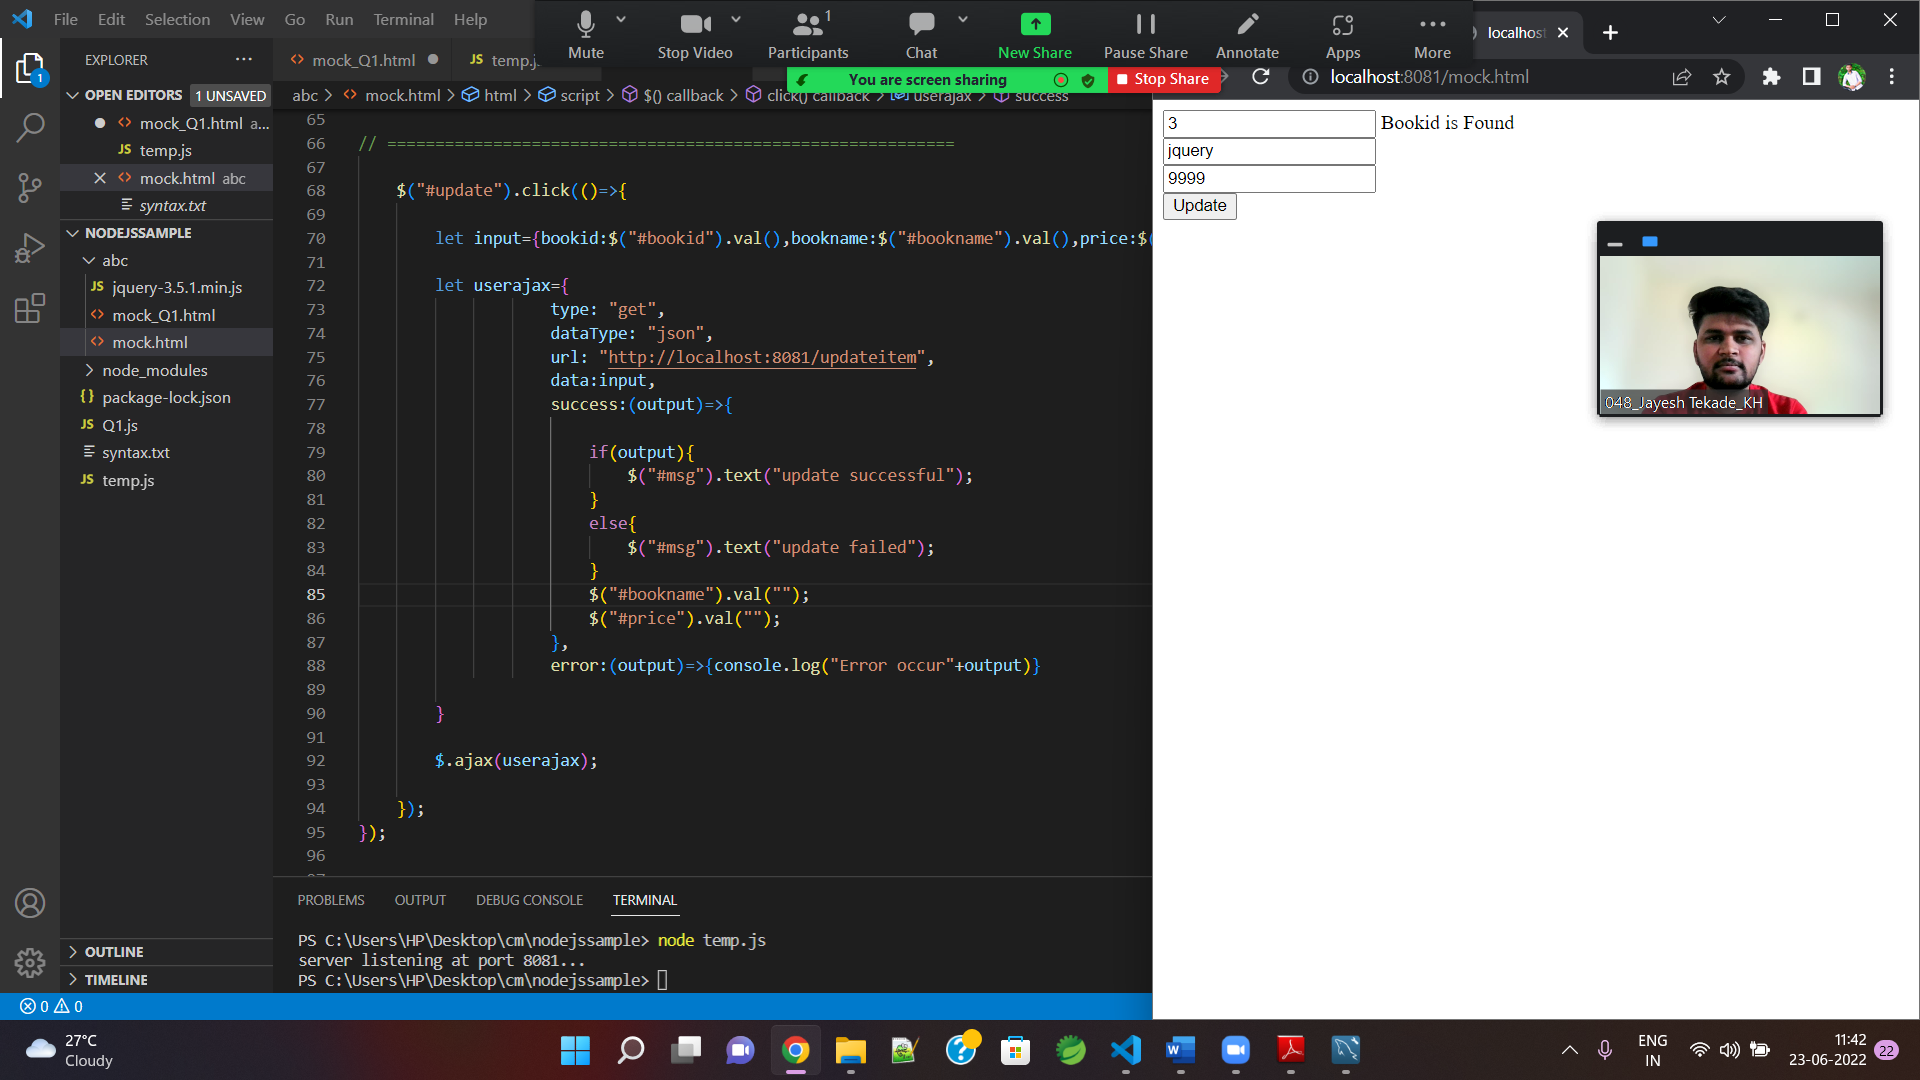 File Edit Selection View Go Run Terminal Help
Mute
Stop Video
Participants
1
Chat
New Share
Pause Share
Annotate
Apps
More
You are screen sharing
Stop Share
localhost
localhost:8081/mock.html
EXPLORER
OPEN EDITORS 1 UNSAVED
mock_Q1.html a...
JS temp.js
mock.html abc
syntax.txt
NODEJSSAMPLE
abc
JS jquery-3.5.1.min.js
mock_Q1.html
mock.html
node_modules
{} package-lock.json
JS Q1.js
syntax.txt
JS temp.js
OUTLINE
TIMELINE
mock_Q1.html
JS temp.j
abc > mock.html > html > script > $() callback > click() callback > userajax > success
65
66 // ===========================================================
67
68 $("#update").click(()=>{
69
70 let input={bookid:$("#bookid").val(),bookname:$("#bookname").val(),price:$(
71
72 let userajax={
73 type: "get",
74 dataType: "json",
75 url: "http://localhost:8081/updateitem",
76 data:input,
77 success:(output)=>{
78
79 if(output){
80 $("#msg").text("update successful");
81 }
82 else{
83 $("#msg").text("update failed");
84 }
85 $("#bookname").val("");
86 $("#price").val("");
87 },
88 error:(output)=>{console.log("Error occur"+output)}
89
90 }
91
92 $.ajax(userajax);
93
94 });
95 });
96
PROBLEMS OUTPUT DEBUG CONSOLE TERMINAL
PS C:\Users\HP\Desktop\cm\nodejssample> node temp.js
server listening at port 8081...
PS C:\Users\HP\Desktop\cm\nodejssample>
0 0
3 Bookid is Found
jquery
9999
Update
048_Jayesh Tekade_KH
27°C
Cloudy
ENG
IN
11:42
23-06-2022
22